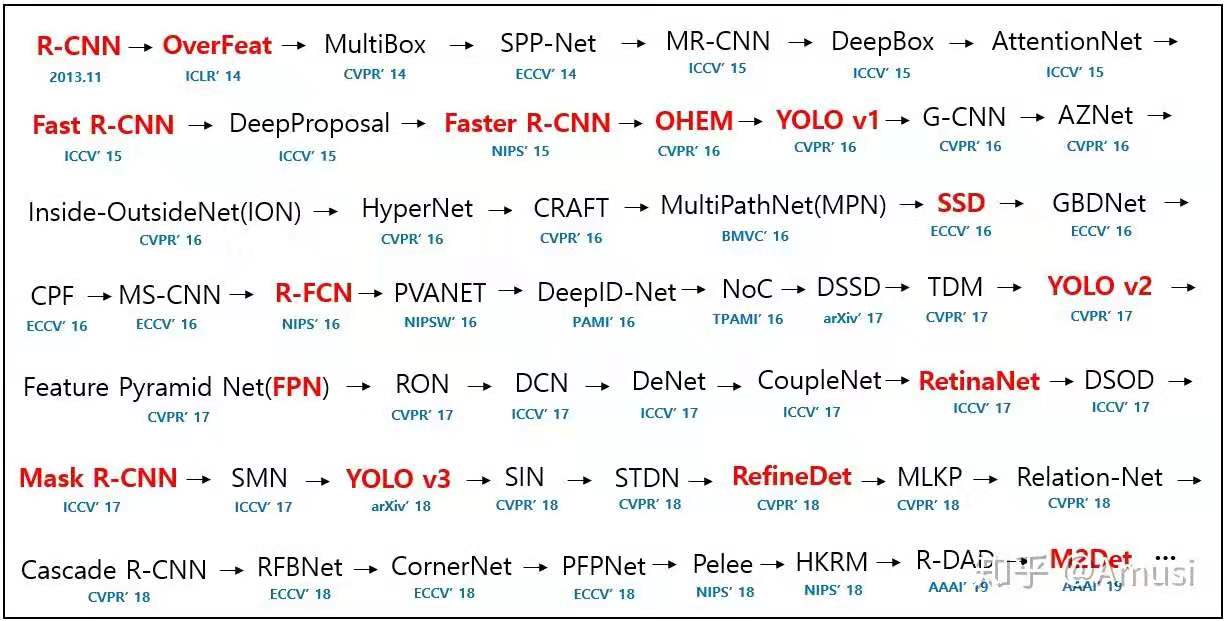 R-CNN → OverFeat → MultiBox → SPP-Net → MR-CNN → DeepBox → AttentionNet →
2013.11 ICLR' 14 CVPR' 14 ECCV' 14 ICCV' 15 ICCV' 15 ICCV' 15
Fast R-CNN → DeepProposal → Faster R-CNN → OHEM → YOLO v1 → G-CNN → AZNet →
ICCV' 15 ICCV' 15 NIPS' 15 CVPR' 16 CVPR' 16 CVPR' 16 CVPR' 16
Inside-OutsideNet(ION) → HyperNet → CRAFT → MultiPathNet(MPN) → SSD → GBDNet →
CVPR' 16 CVPR' 16 CVPR' 16 BMVC' 16 ECCV' 16 ECCV' 16
CPF → MS-CNN → R-FCN → PVANET → DeepID-Net → NoC → DSSD → TDM → YOLO v2 →
ECCV' 16 ECCV' 16 NIPS' 16 NIPSW' 16 PAMI' 16 TPAMI' 16 arXiv' 17 CVPR' 17 CVPR' 17
Feature Pyramid Net(FPN) → RON → DCN → DeNet → CoupleNet → RetinaNet → DSOD →
CVPR' 17 CVPR' 17 ICCV' 17 ICCV' 17 ICCV' 17 ICCV' 17 ICCV' 17
Mask R-CNN → SMN → YOLO v3 → SIN → STDN → RefineDet → MLKP → Relation-Net →
ICCV' 17 ICCV' 17 arXiv' 18 CVPR' 18 CVPR' 18 CVPR' 18 CVPR' 18 CVPR' 18
Cascade R-CNN → RFBNet → CornerNet → PFPNet → Pelee → HKRM → R-DAD → M2Det ⋯
CVPR' 18 ECCV' 18 ECCV' 18 ECCV' 18 NIPS' 18 NIPS' 18 AAAI' 19 AAAI' 19
知乎 @Amusi